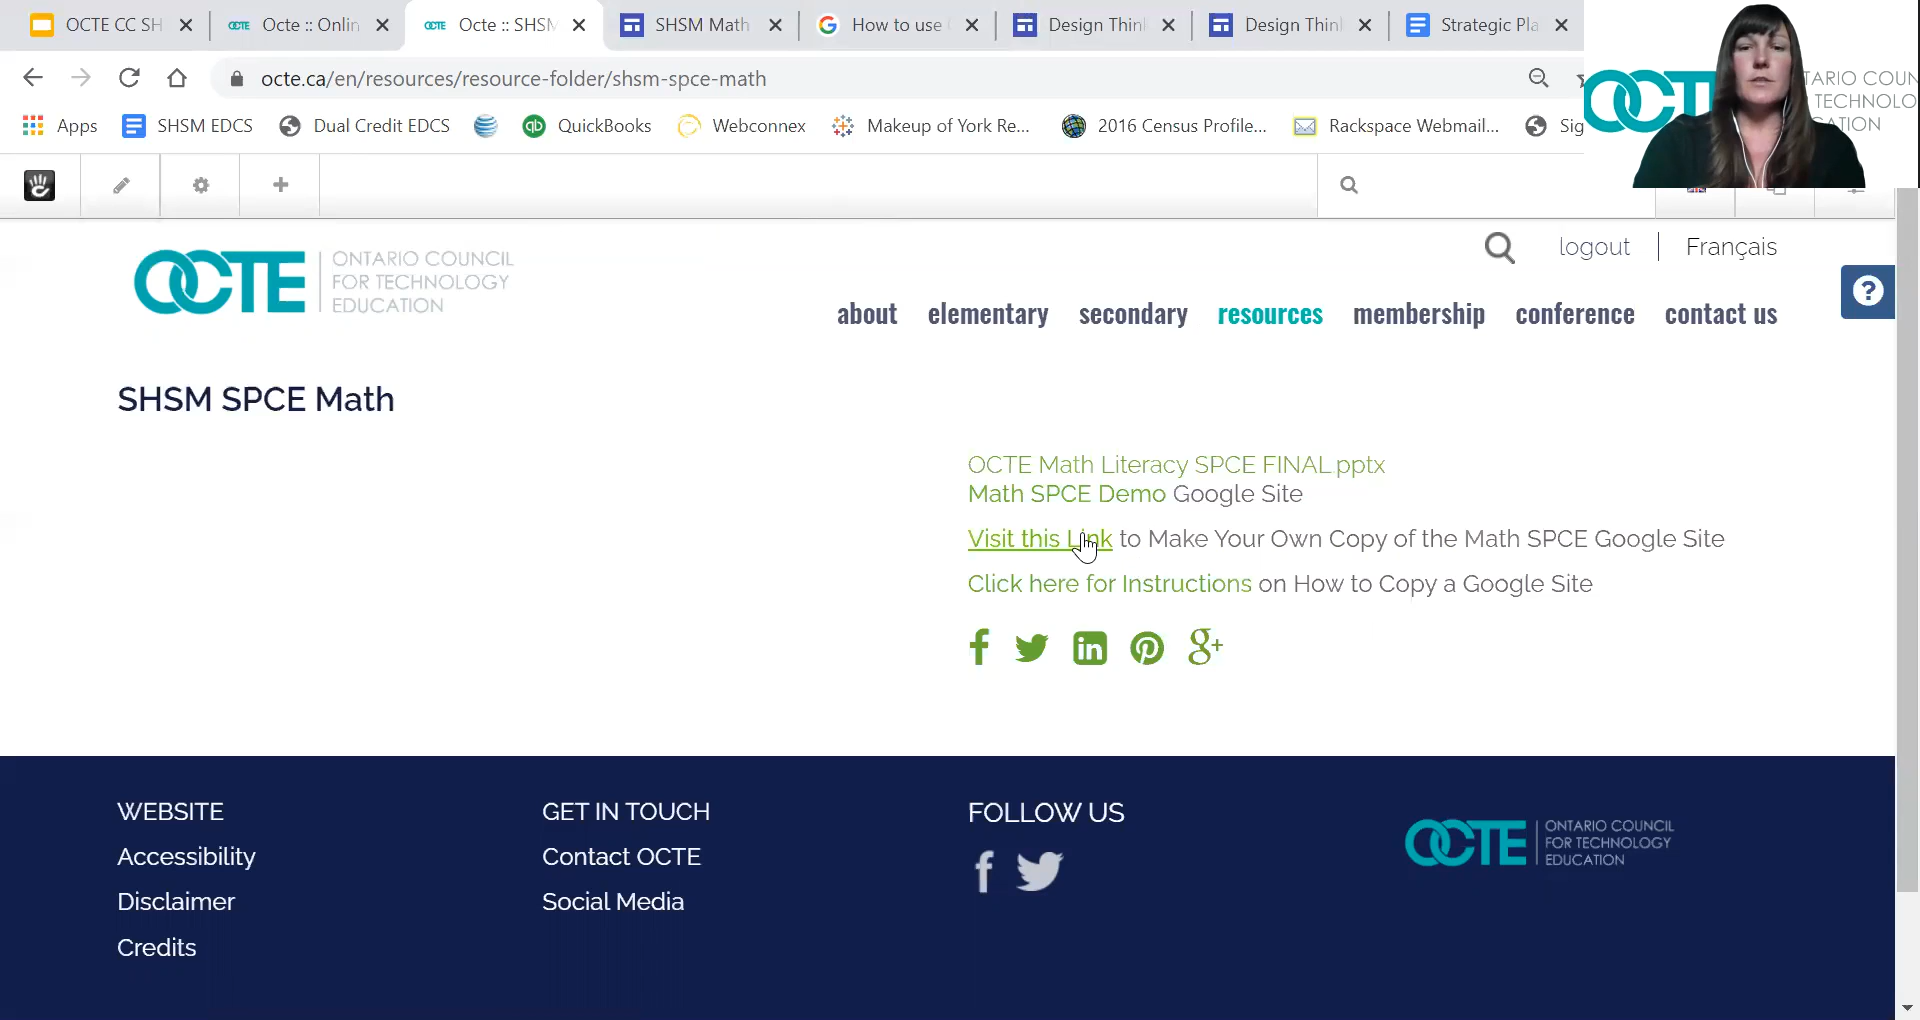 OCTE CC SH
Octe :: Onlin
Octe :: SHSM
SHSM Math
How to use
Design Thin
Design Thin
Strategic Pla
octe.ca/en/resources/resource-folder/shsm-spce-math
Apps
SHSM EDCS
Dual Credit EDCS
QuickBooks
Webconnex
Makeup of York Re...
2016 Census Profile...
Rackspace Webmail...
Sig
OCTE
ONTARIO COUNCIL
FOR TECHNOLOGY
EDUCATION
logout
Français
about
elementary
secondary
resources
membership
conference
contact us
SHSM SPCE Math
OCTE Math Literacy SPCE FINAL.pptx
Math SPCE Demo Google Site
Visit this Link to Make Your Own Copy of the Math SPCE Google Site
Click here for Instructions on How to Copy a Google Site
WEBSITE
Accessibility
Disclaimer
Credits
GET IN TOUCH
Contact OCTE
Social Media
FOLLOW US
OCTE
ONTARIO COUNCIL
FOR TECHNOLOGY
EDUCATION